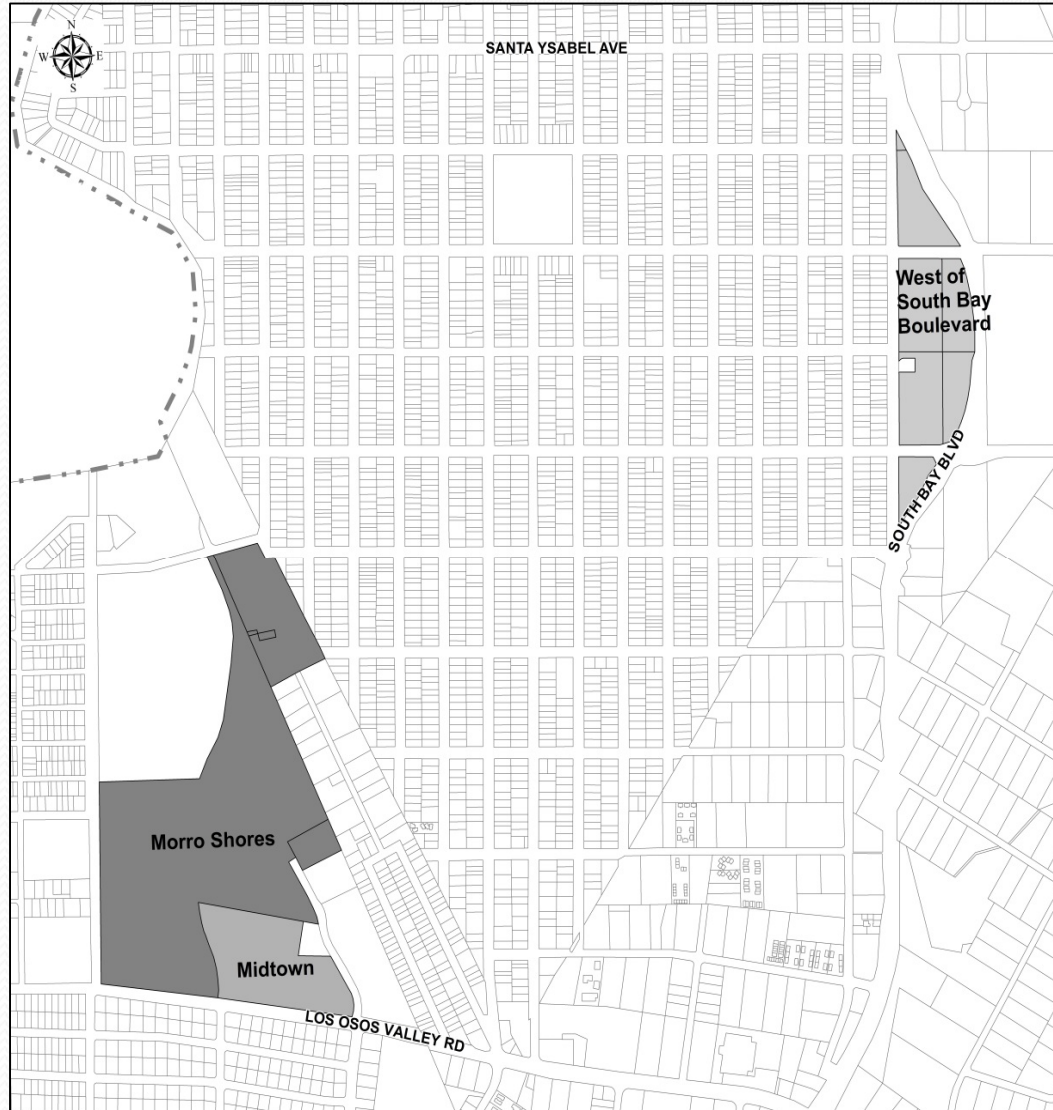 N
W E
S
SANTA YSABEL AVE
West of
South Bay
Boulevard
SOUTH BAY BLVD
Morro Shores
Midtown
LOS OSOS VALLEY RD